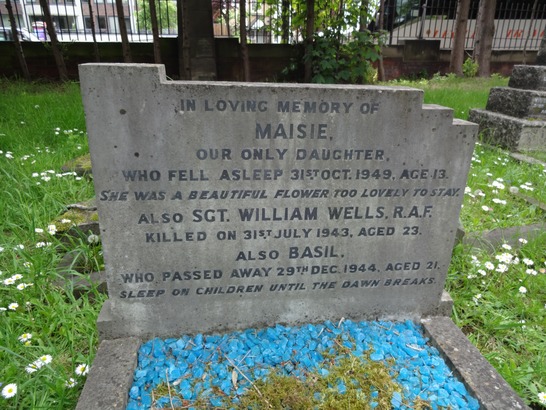 IN LOVING MEMORY OF
MAISIE,
OUR ONLY DAUGHTER,
WHO FELL ASLEEP 31ST OCT. 1949, AGE 13.
SHE WAS A BEAUTIFUL FLOWER TOO LOVELY TO STAY.
ALSO SGT. WILLIAM WELLS, R.A.F.
KILLED ON 31ST JULY 1943, AGED 23.
ALSO BASIL.
WHO PASSED AWAY 29TH DEC. 1944, AGED 21.
SLEEP ON CHILDREN UNTIL THE DAWN BREAKS.